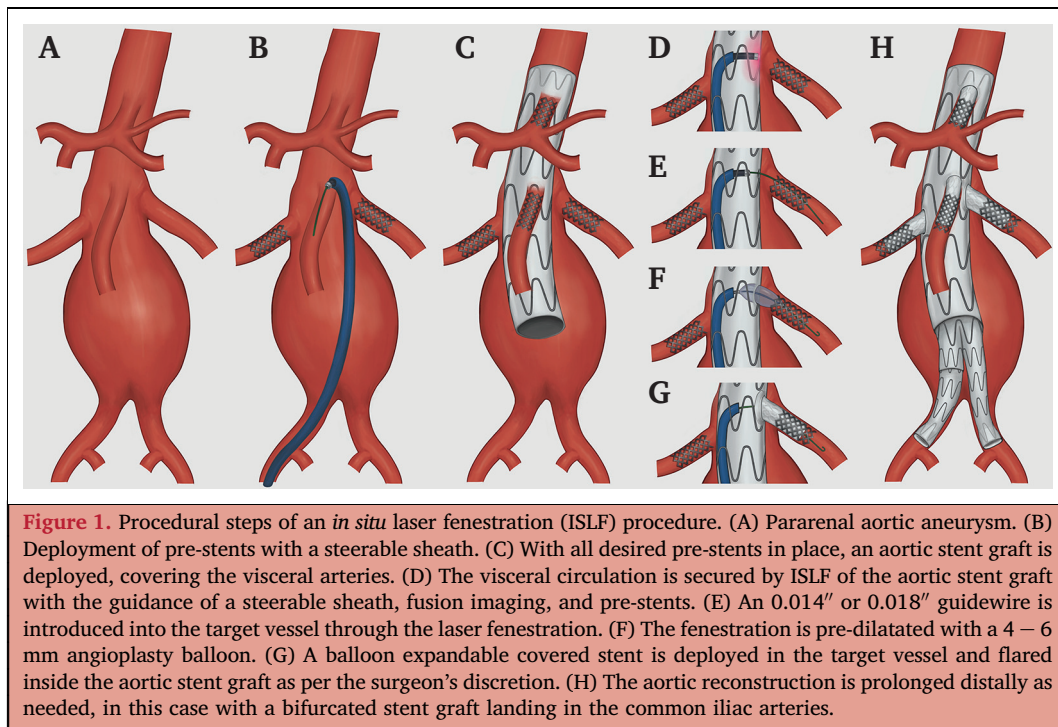 A B C D H
E
F
G
Figure 1. Procedural steps of an in situ laser fenestration (ISLF) procedure. (A) Pararenal aortic aneurysm. (B)
Deployment of pre-stents with a steerable sheath. (C) With all desired pre-stents in place, an aortic stent graft is
deployed, covering the visceral arteries. (D) The visceral circulation is secured by ISLF of the aortic stent graft
with the guidance of a steerable sheath, fusion imaging, and pre-stents. (E) An 0.014″ or 0.018″ guidewire is
introduced into the target vessel through the laser fenestration. (F) The fenestration is pre-dilatated with a 4 – 6
mm angioplasty balloon. (G) A balloon expandable covered stent is deployed in the target vessel and flared
inside the aortic stent graft as per the surgeon’s discretion. (H) The aortic reconstruction is prolonged distally as
needed, in this case with a bifurcated stent graft landing in the common iliac arteries.